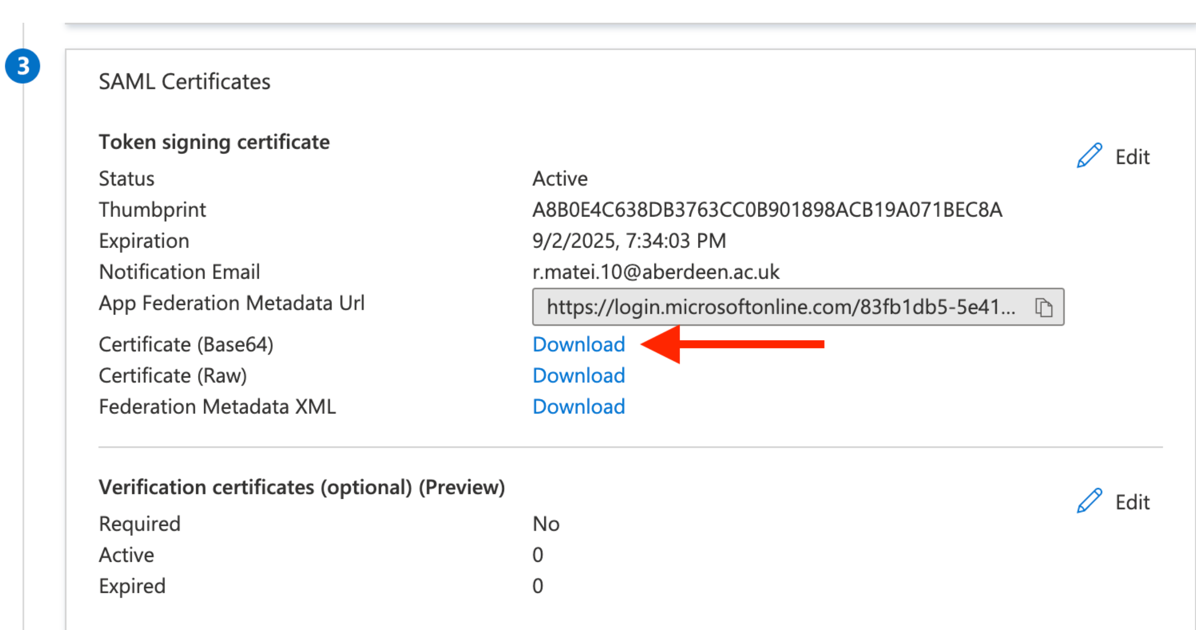 3
SAML Certificates
Token signing certificate
Edit
Status Active
Thumbprint A8B0E4C638DB3763CC0B901898ACB19A071BEC8A
Expiration 9/2/2025, 7:34:03 PM
Notification Email r.matei.10@aberdeen.ac.uk
App Federation Metadata Url https://login.microsoftonline.com/83fb1db5-5e41...
Certificate (Base64) Download
Certificate (Raw) Download
Federation Metadata XML Download
Verification certificates (optional) (Preview)
Edit
Required No
Active 0
Expired 0